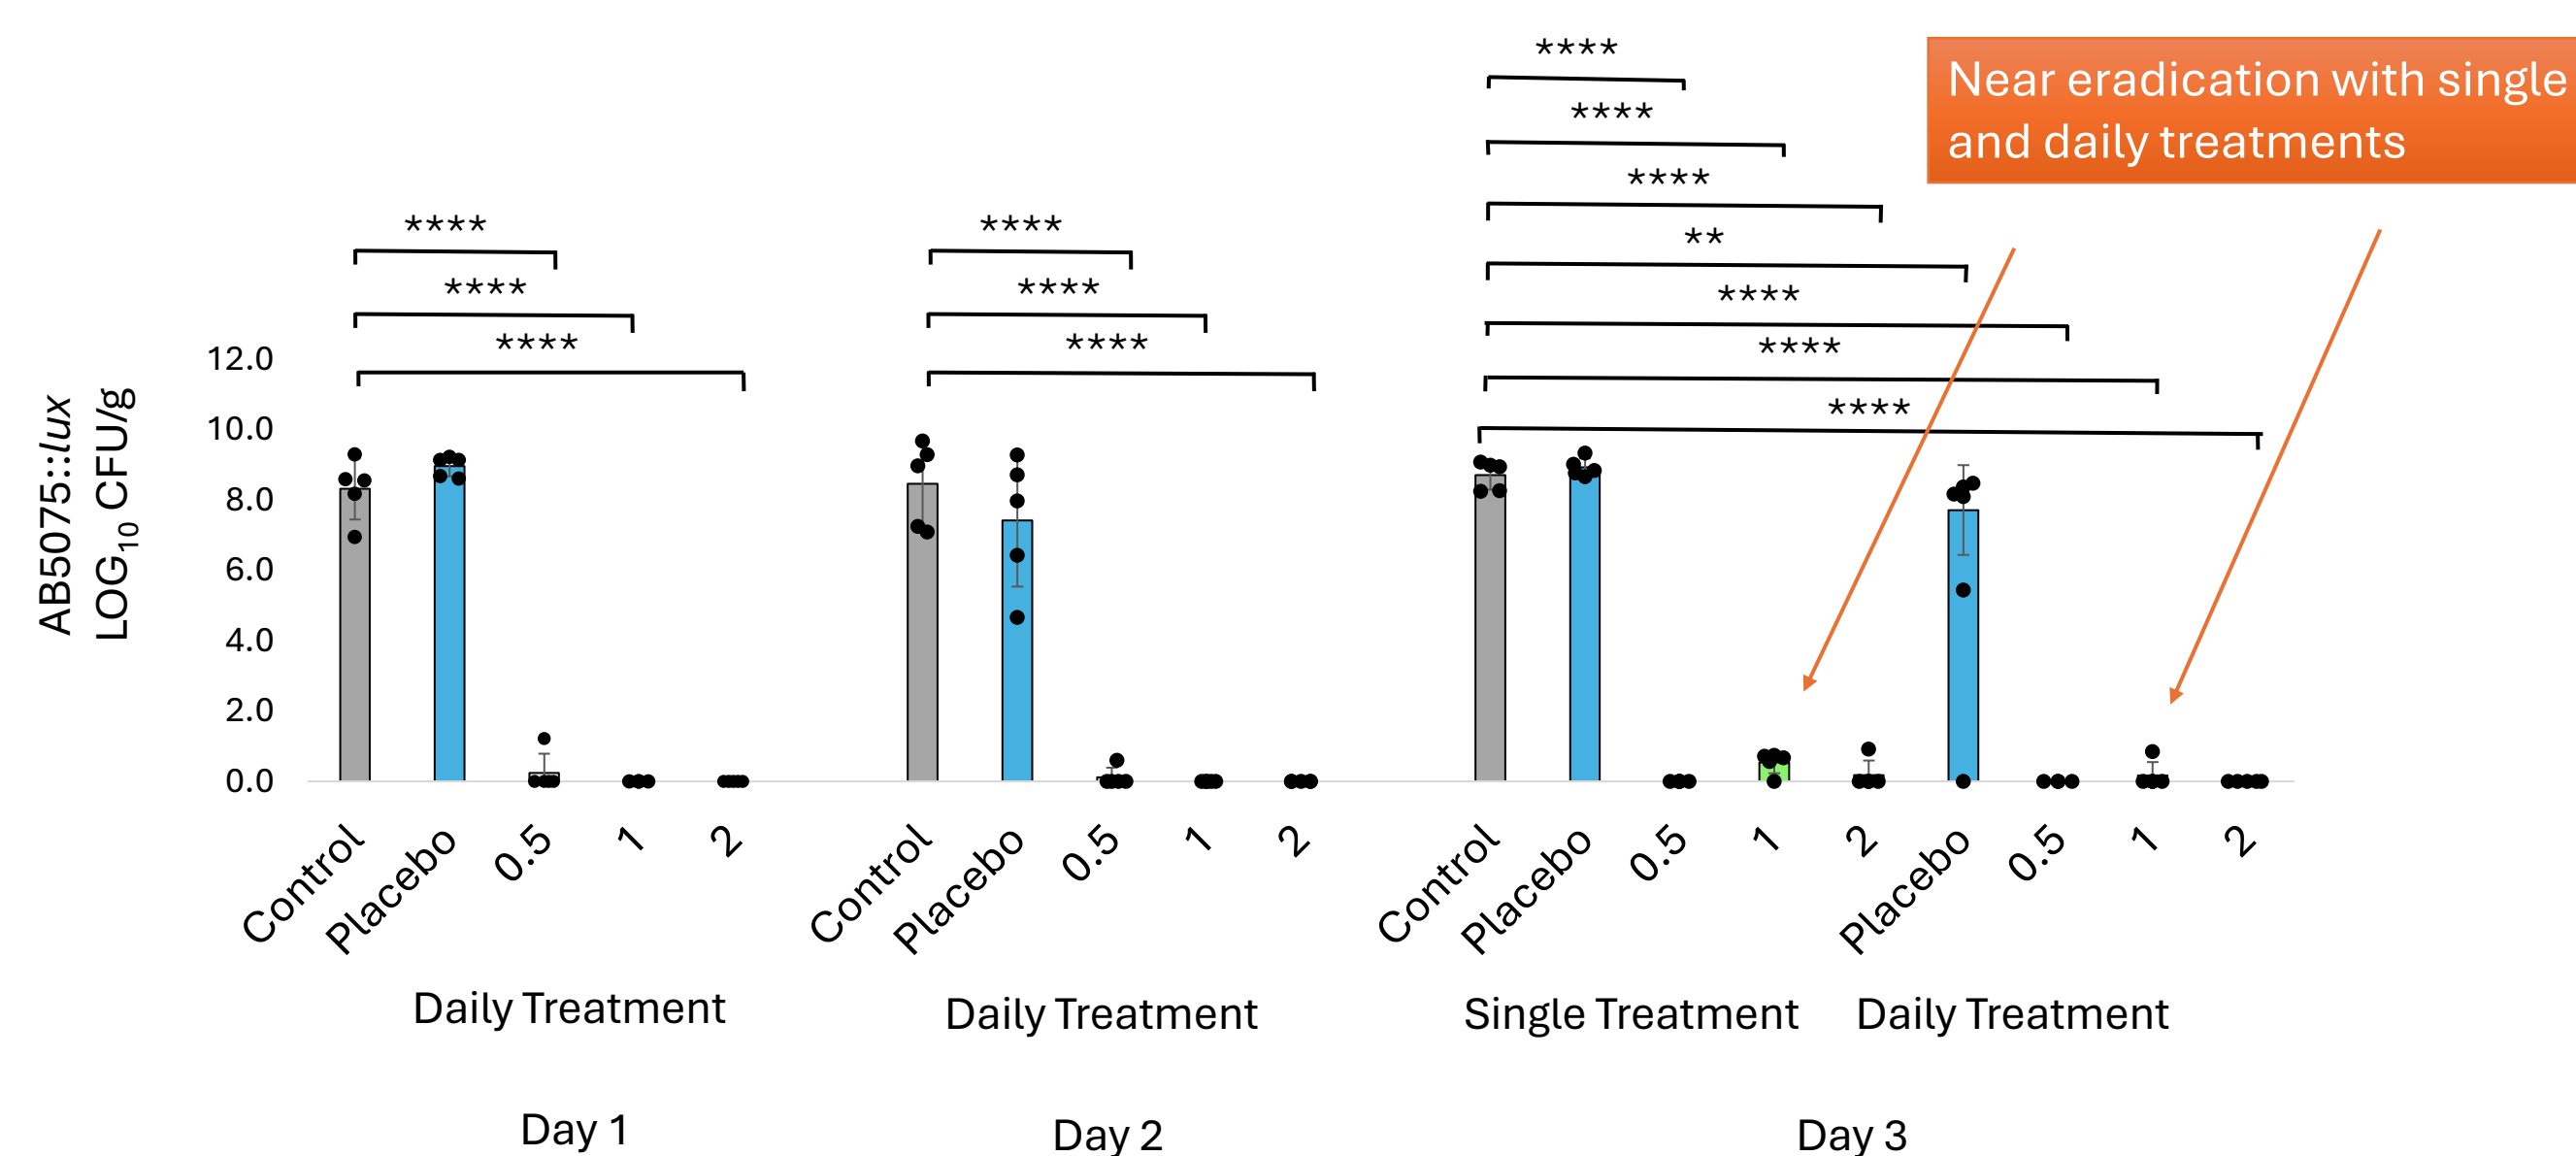 ****
****
****
**
****
****
****
Near eradication with single
and daily treatments
****
****
****
****
****
****
AB5075::lux
LOG10 CFU/g
12.0
10.0
8.0
6.0
4.0
2.0
0.0
Control
Placebo
0.5
1
2
Control
Placebo
0.5
1
2
Control
Placebo
0.5
1
2
Placebo
0.5
1
2
Daily Treatment
Daily Treatment
Single Treatment
Daily Treatment
Day 1
Day 2
Day 3